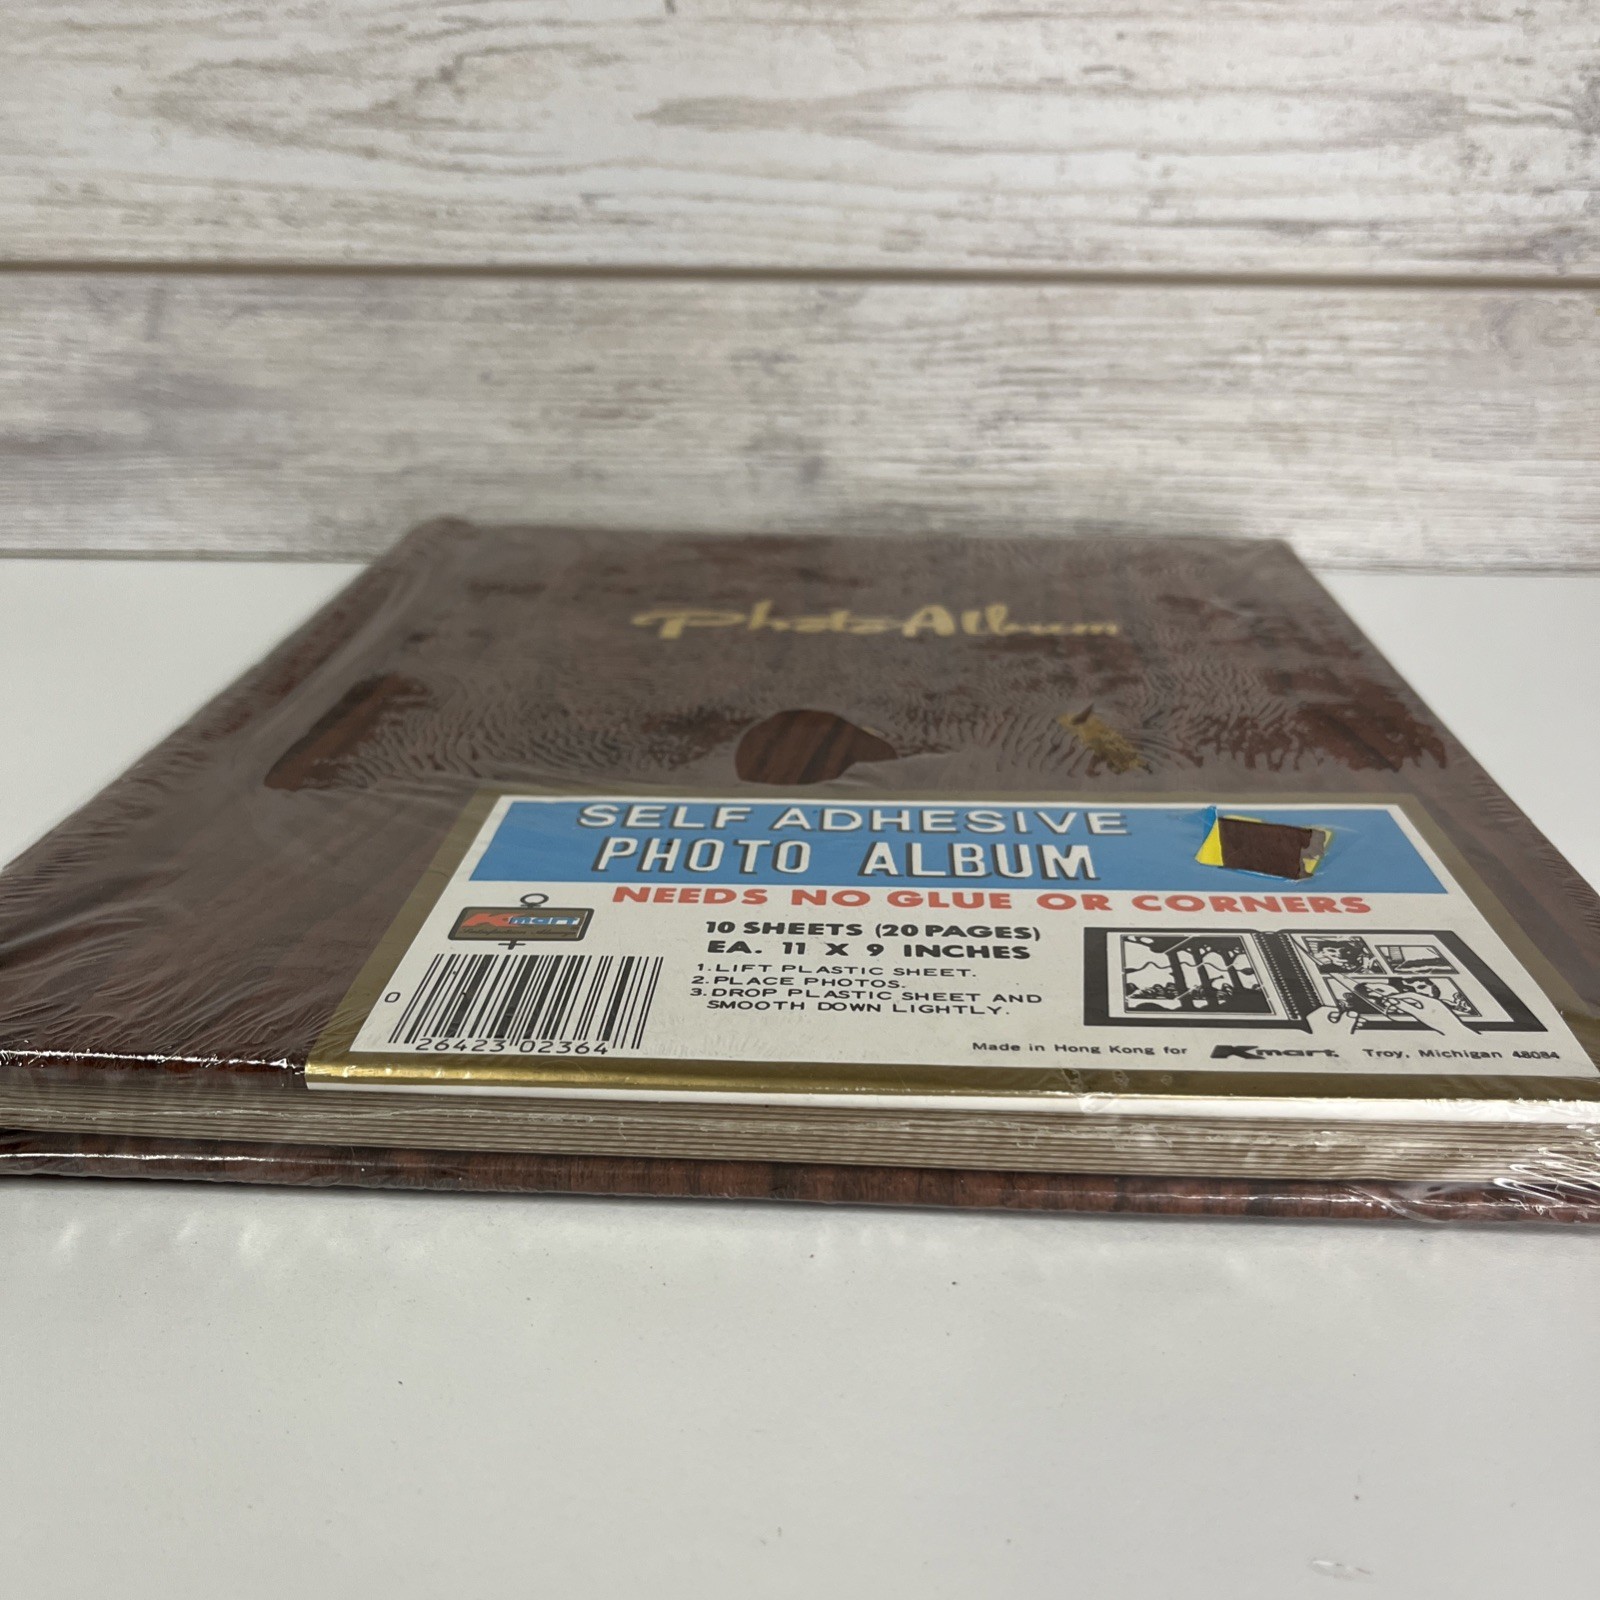 Photo Album
SELF ADHESIVE
PHOTO ALBUM
NEEDS NO GLUE OR CORNERS
Kmart
10 SHEETS (20 PAGES)
EA. 11 X 9 INCHES
1. LIFT PLASTIC SHEET.
2. PLACE PHOTOS.
3. DROP PLASTIC SHEET AND
SMOOTH DOWN LIGHTLY.
0 26423 02364
Made in Hong Kong for Kmart. Troy, Michigan 48084